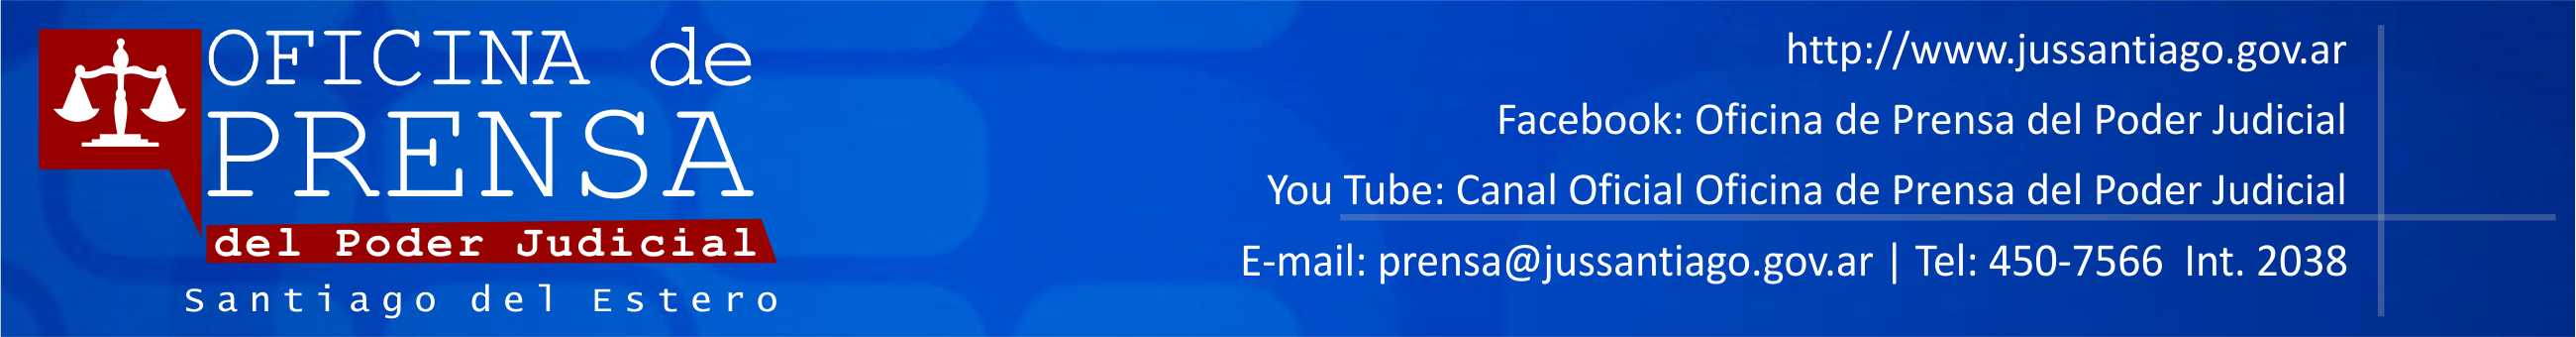 OFICINA de
PRENSA
del Poder Judicial
Santiago del Estero
http://www.jussantiago.gov.ar
Facebook: Oficina de Prensa del Poder Judicial
You Tube: Canal Oficial Oficina de Prensa del Poder Judicial
E-mail: prensa@jussantiago.gov.ar | Tel: 450-7566 Int. 2038